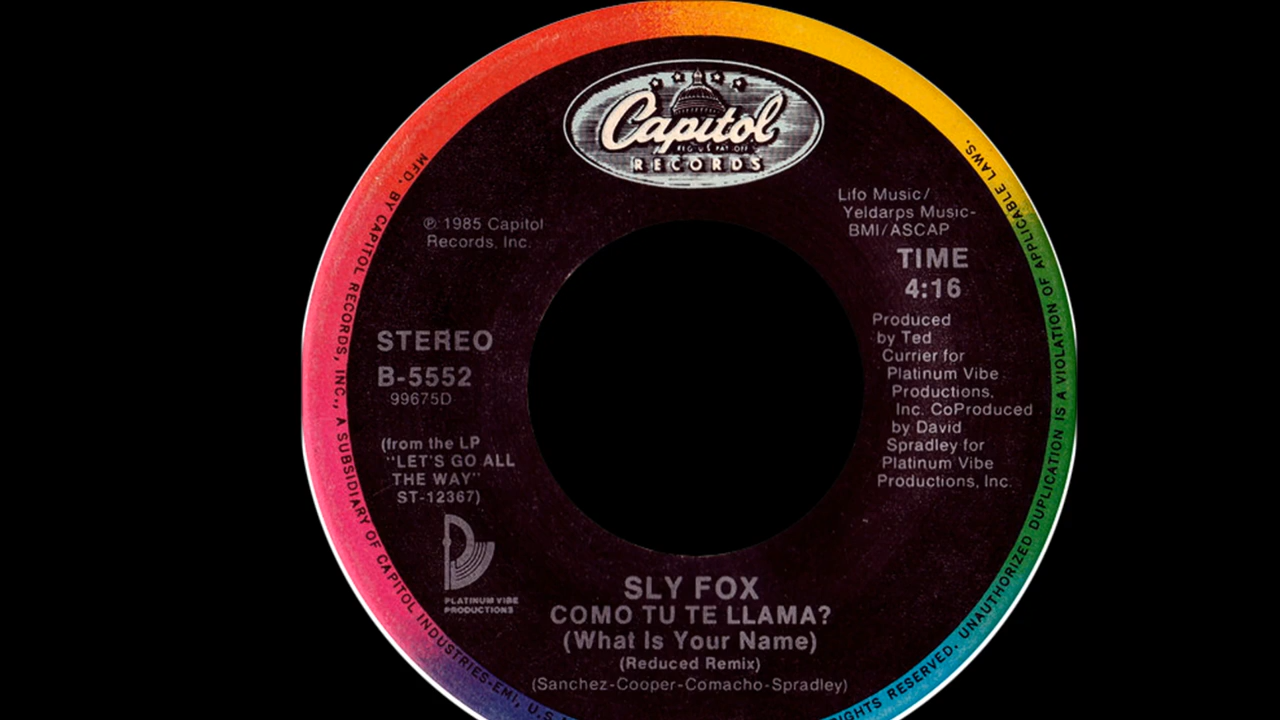 Capitol
REG. U.S. PAT. OFF.
RECORDS
℗ 1985 Capitol
Records, Inc.
Lifo Music/
Yeldarps Music-
BMI/ASCAP
TIME
4:16
STEREO
B-5552
99675D
(from the LP
"LET'S GO ALL
THE WAY"
ST-12367)
PLATINUM VIBE
PRODUCTIONS
Produced
by Ted
Currier for
Platinum Vibe
Productions,
Inc. CoProduced
by David
Spradley for
Platinum Vibe
Productions, Inc.
SLY FOX
COMO TU TE LLAMA?
(What Is Your Name)
(Reduced Remix)
(Sanchez-Cooper-Comacho-Spradley)
MFD. BY CAPITOL RECORDS, INC., A SUBSIDIARY OF CAPITOL INDUSTRIES-EMI, U.S.
RIGHTS RESERVED. UNAUTHORIZED DUPLICATION IS A VIOLATION OF APPLICABLE LAWS.